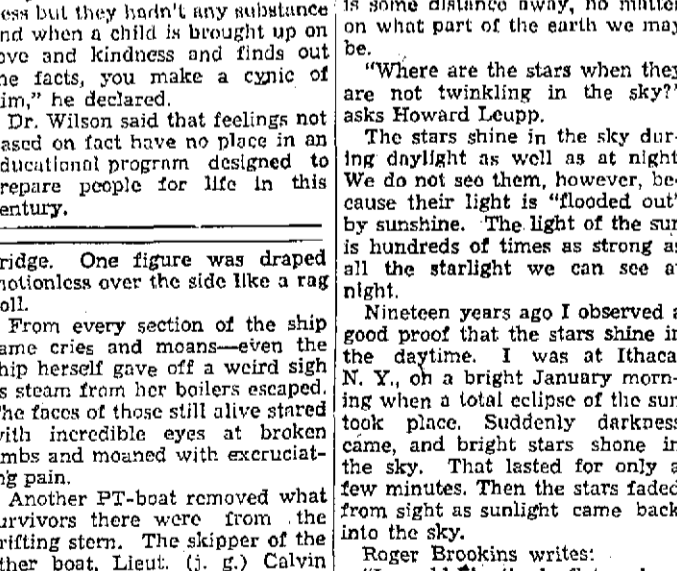 ess but they hadn't any substance
nd when a child is brought up on
ove and kindness and finds out
he facts, you make a cynic of
im," he declared.
Dr. Wilson said that feelings not
ased on fact have no place in an
ducational program designed to
repare people for life in this
entury.
ridge. One figure was draped
motionless over the side like a rag
oll.
From every section of the ship
ame cries and moans—even the
hip herself gave off a weird sigh
s steam from her boilers escaped.
The faces of those still alive stared
with incredible eyes at broken
mbs and moaned with excruciat-
ng pain.
Another PT-boat removed what
urvivors there were from the
rifting stern. The skipper of the
ther boat, Lieut. (j. g.) Calvin
is some distance away, no matter
on what part of the earth we may
be.
"Where are the stars when they
are not twinkling in the sky?"
asks Howard Leupp.
The stars shine in the sky dur-
ing daylight as well as at night.
We do not see them, however, be-
cause their light is "flooded out"
by sunshine. The light of the sun
is hundreds of times as strong as
all the starlight we can see at
night.
Nineteen years ago I observed a
good proof that the stars shine in
the daytime. I was at Ithaca,
N. Y., on a bright January morn-
ing when a total eclipse of the sun
took place. Suddenly darkness
came, and bright stars shone in
the sky. That lasted for only a
few minutes. Then the stars faded
from sight as sunlight came back
into the sky.
Roger Brookins writes: